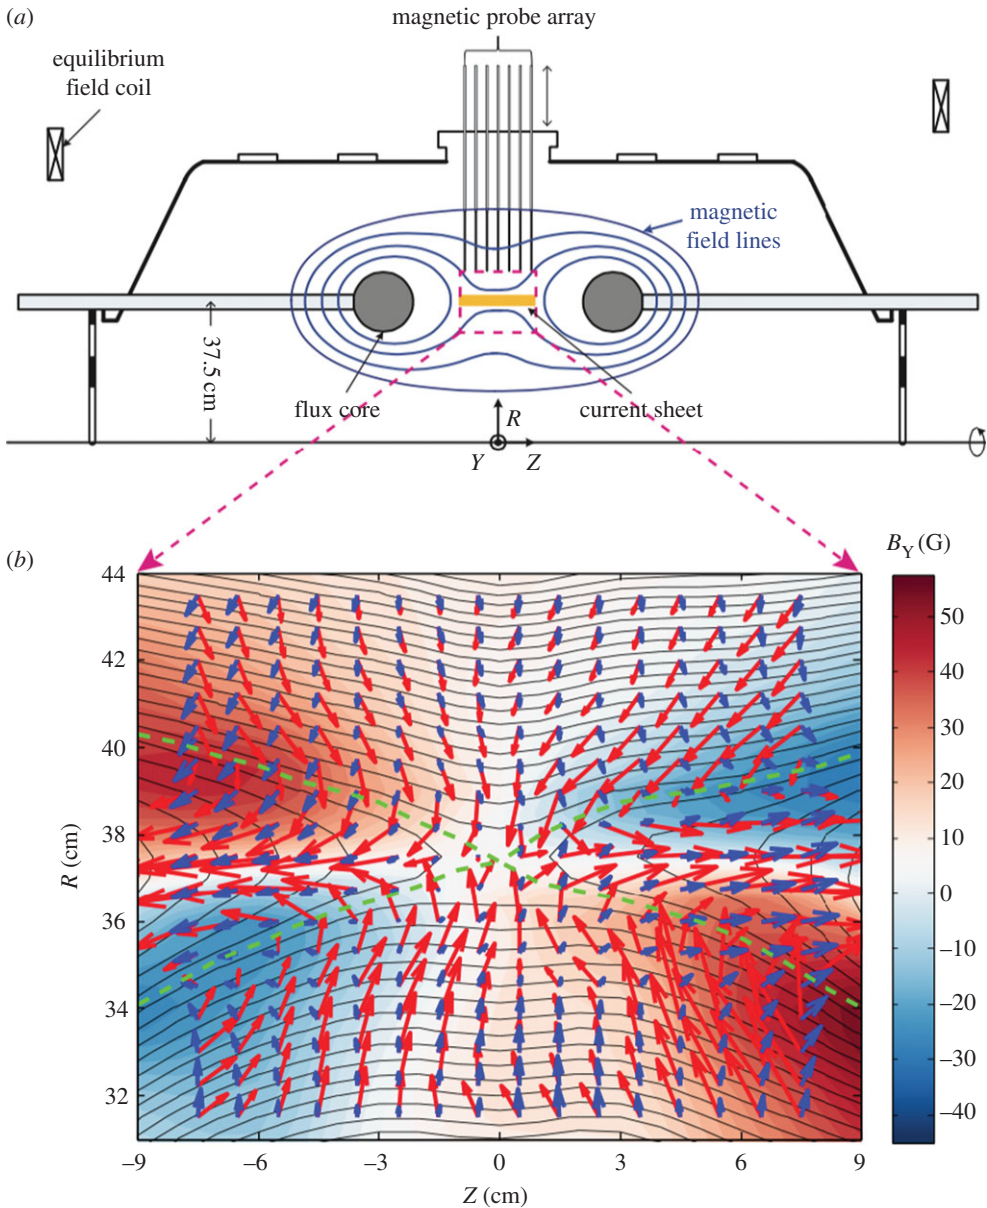 (a)
magnetic probe array
equilibrium
field coil
magnetic
field lines
37.5 cm
flux core
current sheet
R
Y
Z
(b)
B_Y (G)
44
42
40
38
36
34
32
R (cm)
50
40
30
20
10
0
–10
–20
–30
–40
–9
–6
–3
0
3
6
9
Z (cm)